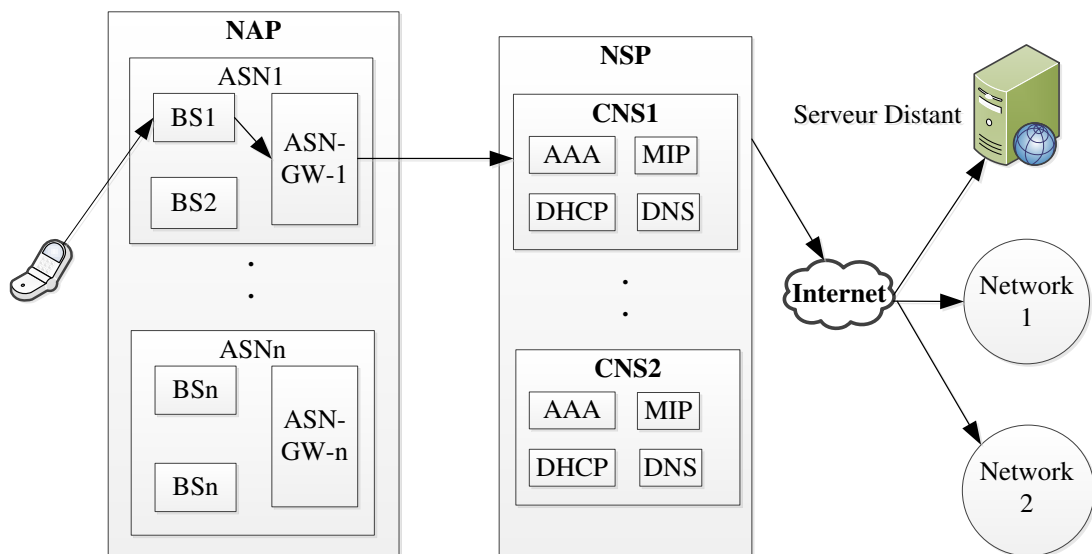 NAP
ASN1
BS1
ASN-
GW-1
BS2
.
.
ASNn
BSn
ASN-
GW-n
BSn
NSP
CNS1
AAA
MIP
DHCP
DNS
.
.
CNS2
AAA
MIP
DHCP
DNS
Serveur Distant
Internet
Network
1
Network
2